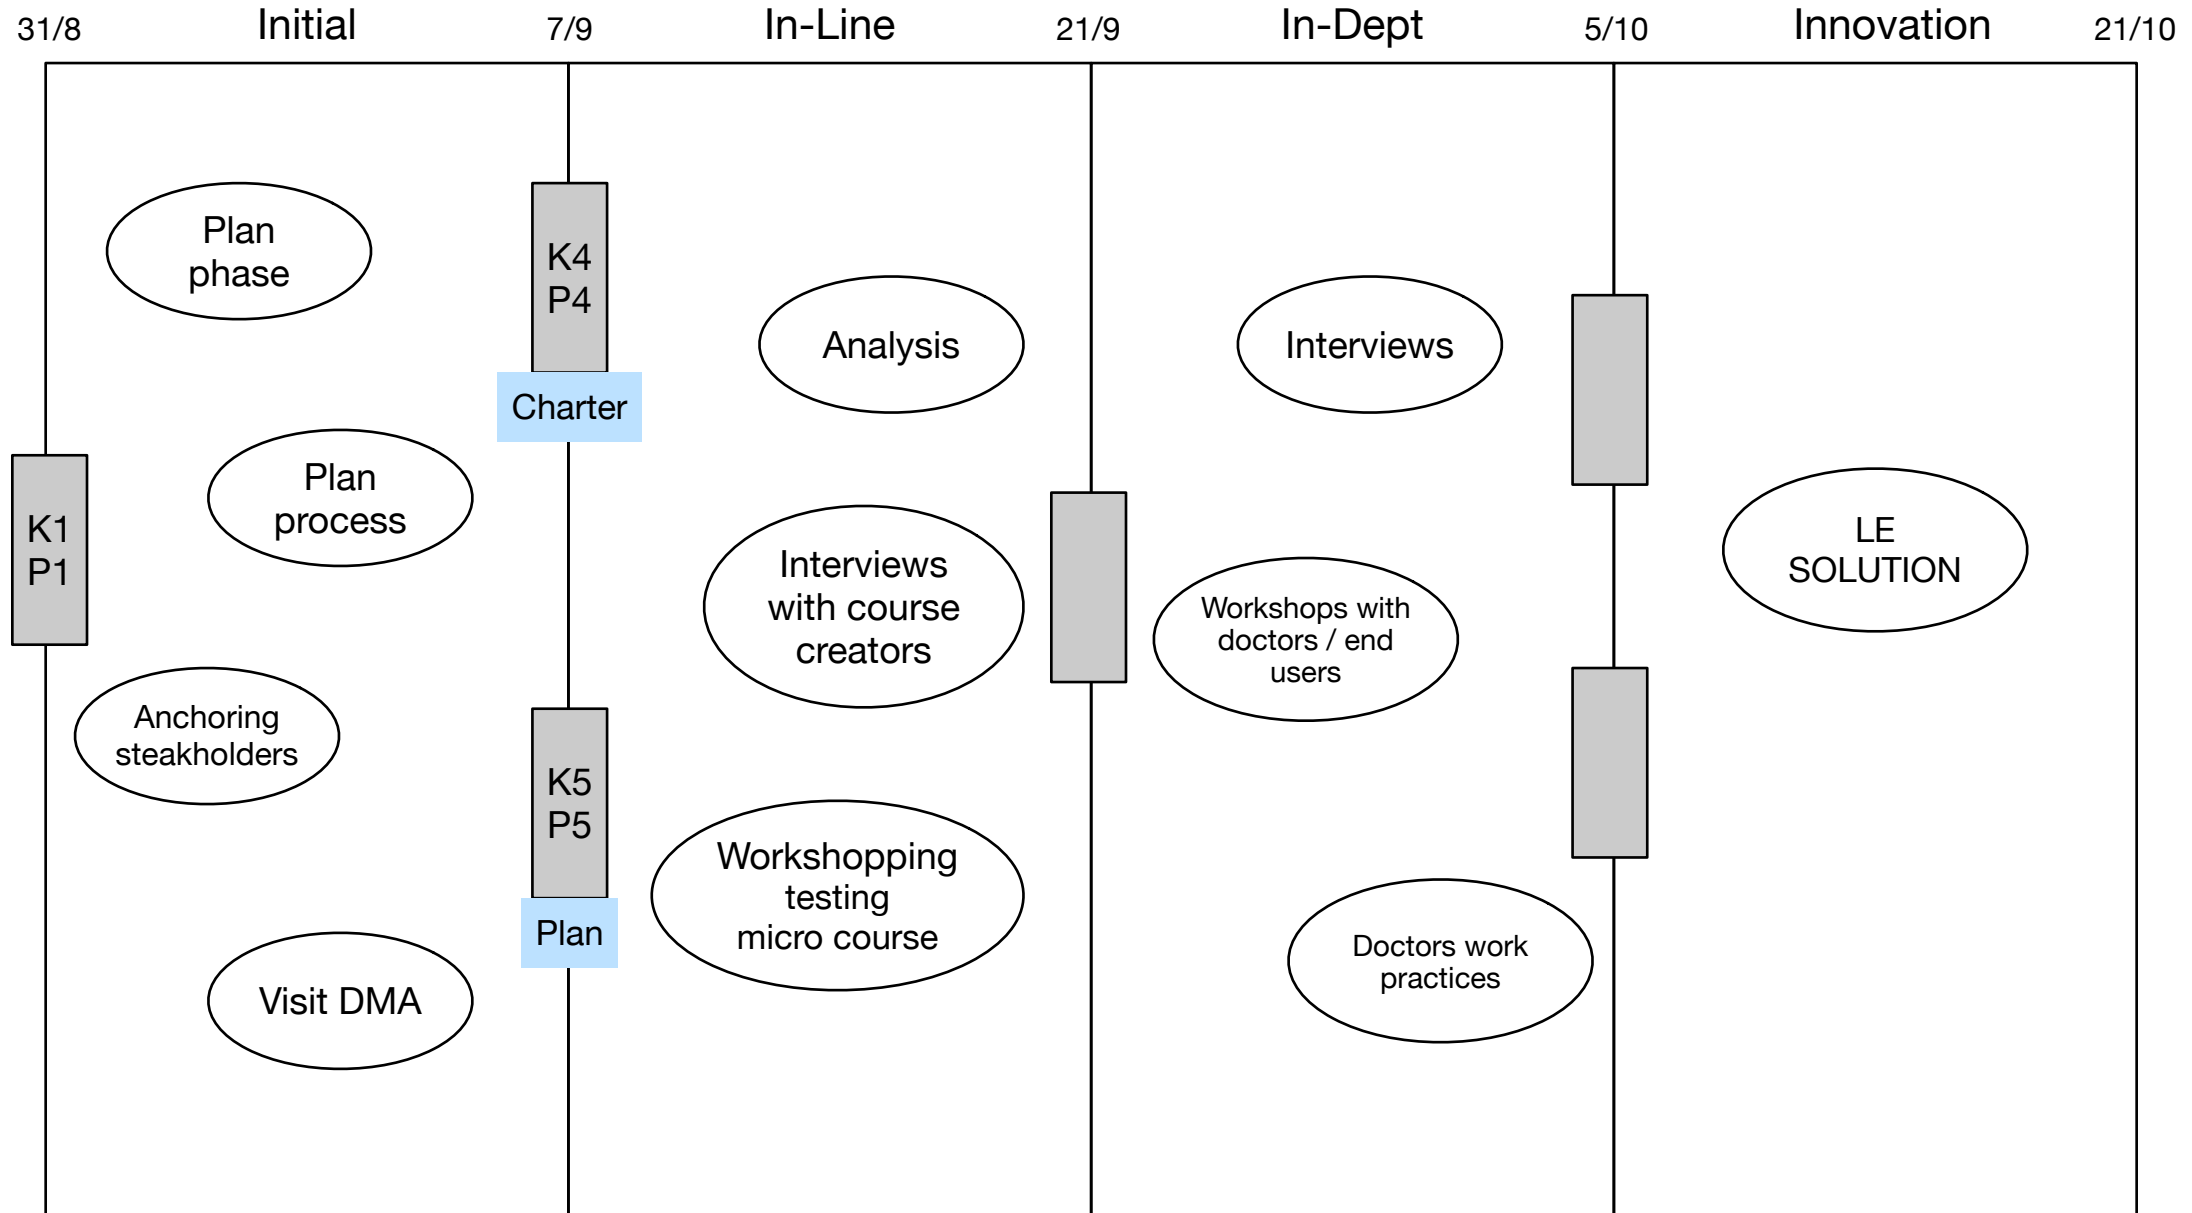 31/8
Initial
7/9
In-Line
21/9
In-Dept
5/10
Innovation
21/10
Plan
phase
Plan
process
K1
P1
Anchoring
steakholders
Visit DMA
K4
P4
Charter
K5
P5
Plan
Analysis
Interviews
with course
creators
Workshopping
testing
micro course
Interviews
Workshops with
doctors / end
users
Doctors work
practices
LE
SOLUTION